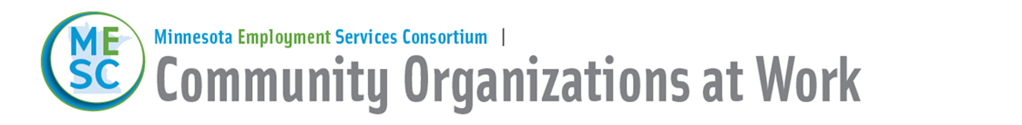 ME
SC
Minnesota Employment Services Consortium |
Community Organizations at Work